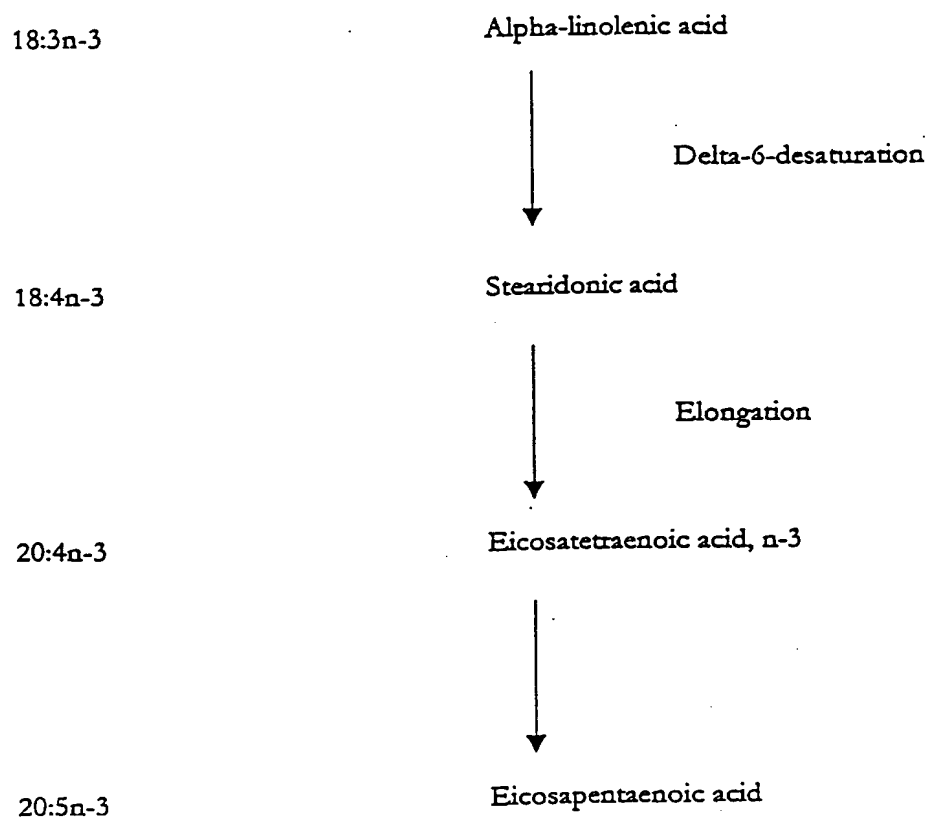 18:3n-3 Alpha-linolenic acid
Delta-6-desaturation
18:4n-3 Stearidonic acid
Elongation
20:4n-3 Eicosatetraenoic acid, n-3
20:5n-3 Eicosapentaenoic acid